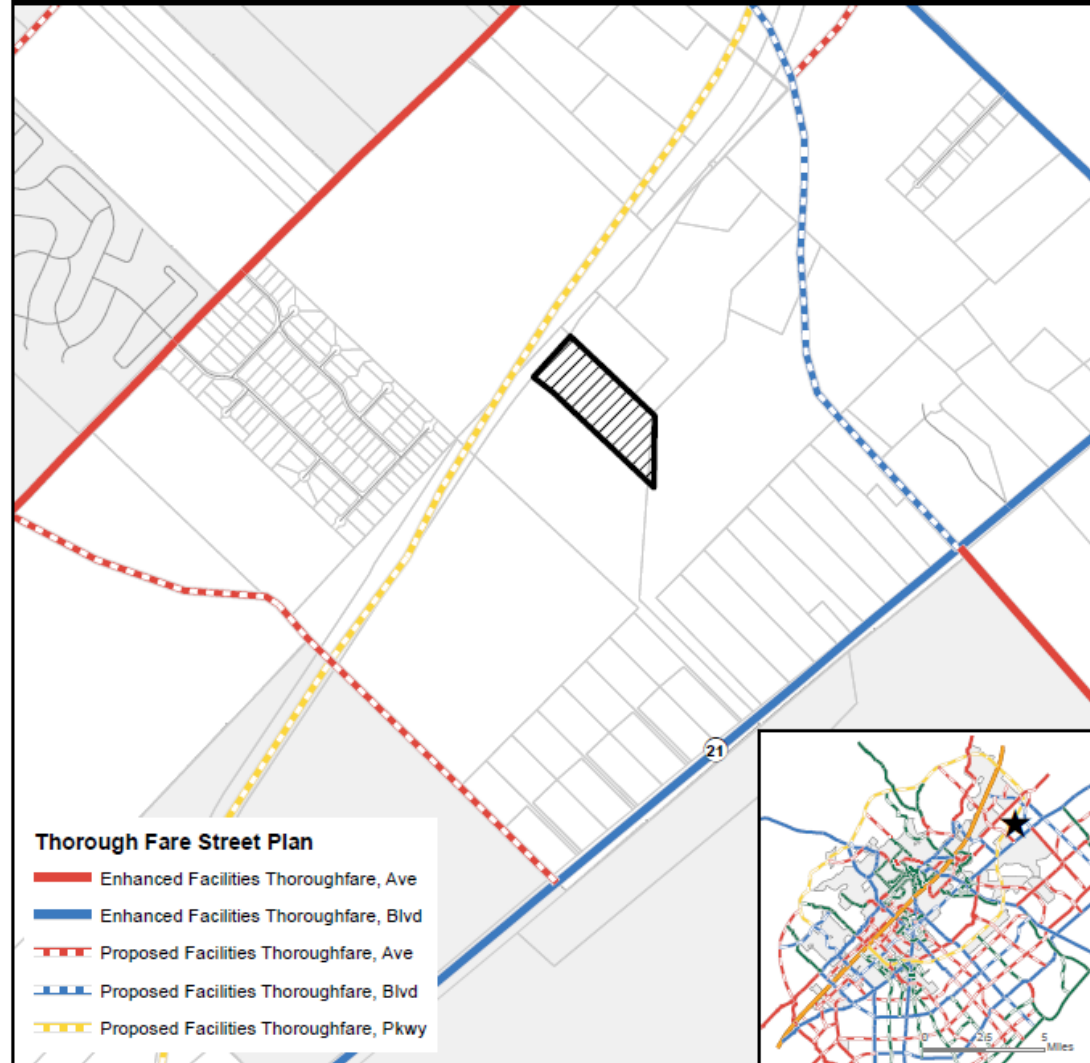 21
Thorough Fare Street Plan
Enhanced Facilities Thoroughfare, Ave
Enhanced Facilities Thoroughfare, Blvd
Proposed Facilities Thoroughfare, Ave
Proposed Facilities Thoroughfare, Blvd
Proposed Facilities Thoroughfare, Pkwy
0 2.5 5
Miles